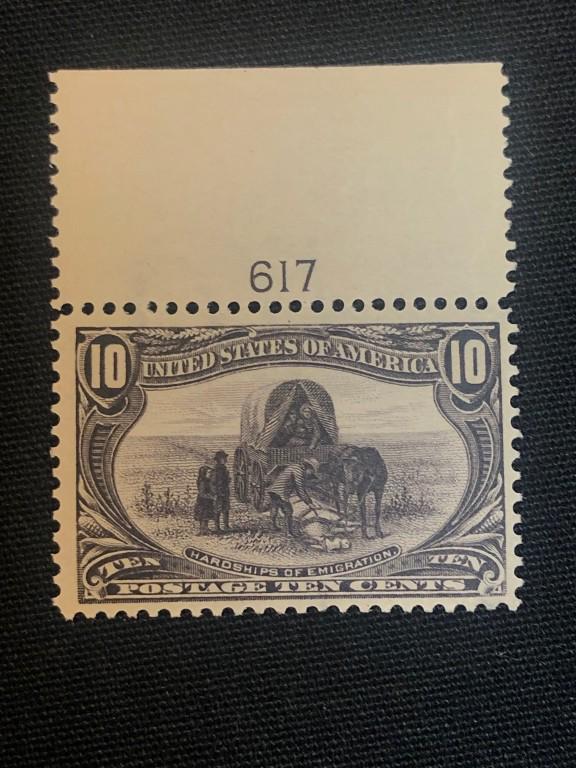 617
10 UNITED STATES OF AMERICA 10
HARDSHIPS OF EMIGRATION.
TEN TEN
POSTAGE TEN CENTS